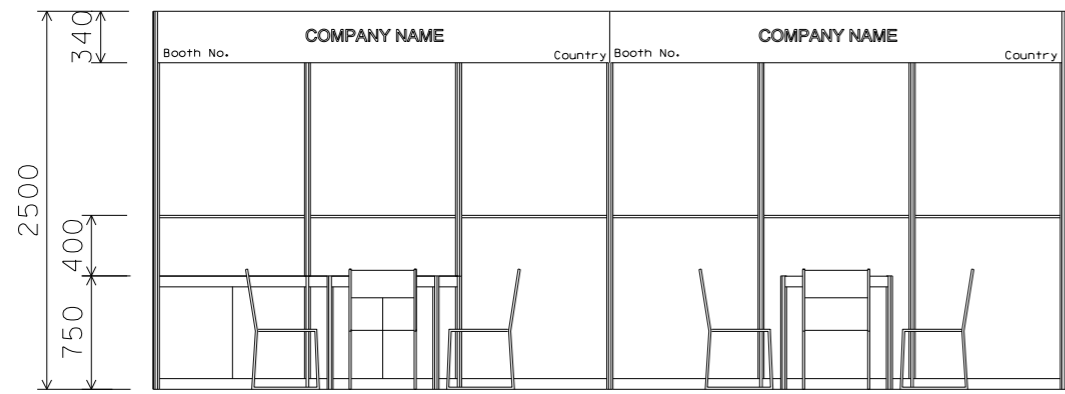 COMPANY NAME
Booth No.
Country
COMPANY NAME
Booth No.
Country
340
2500
400
750